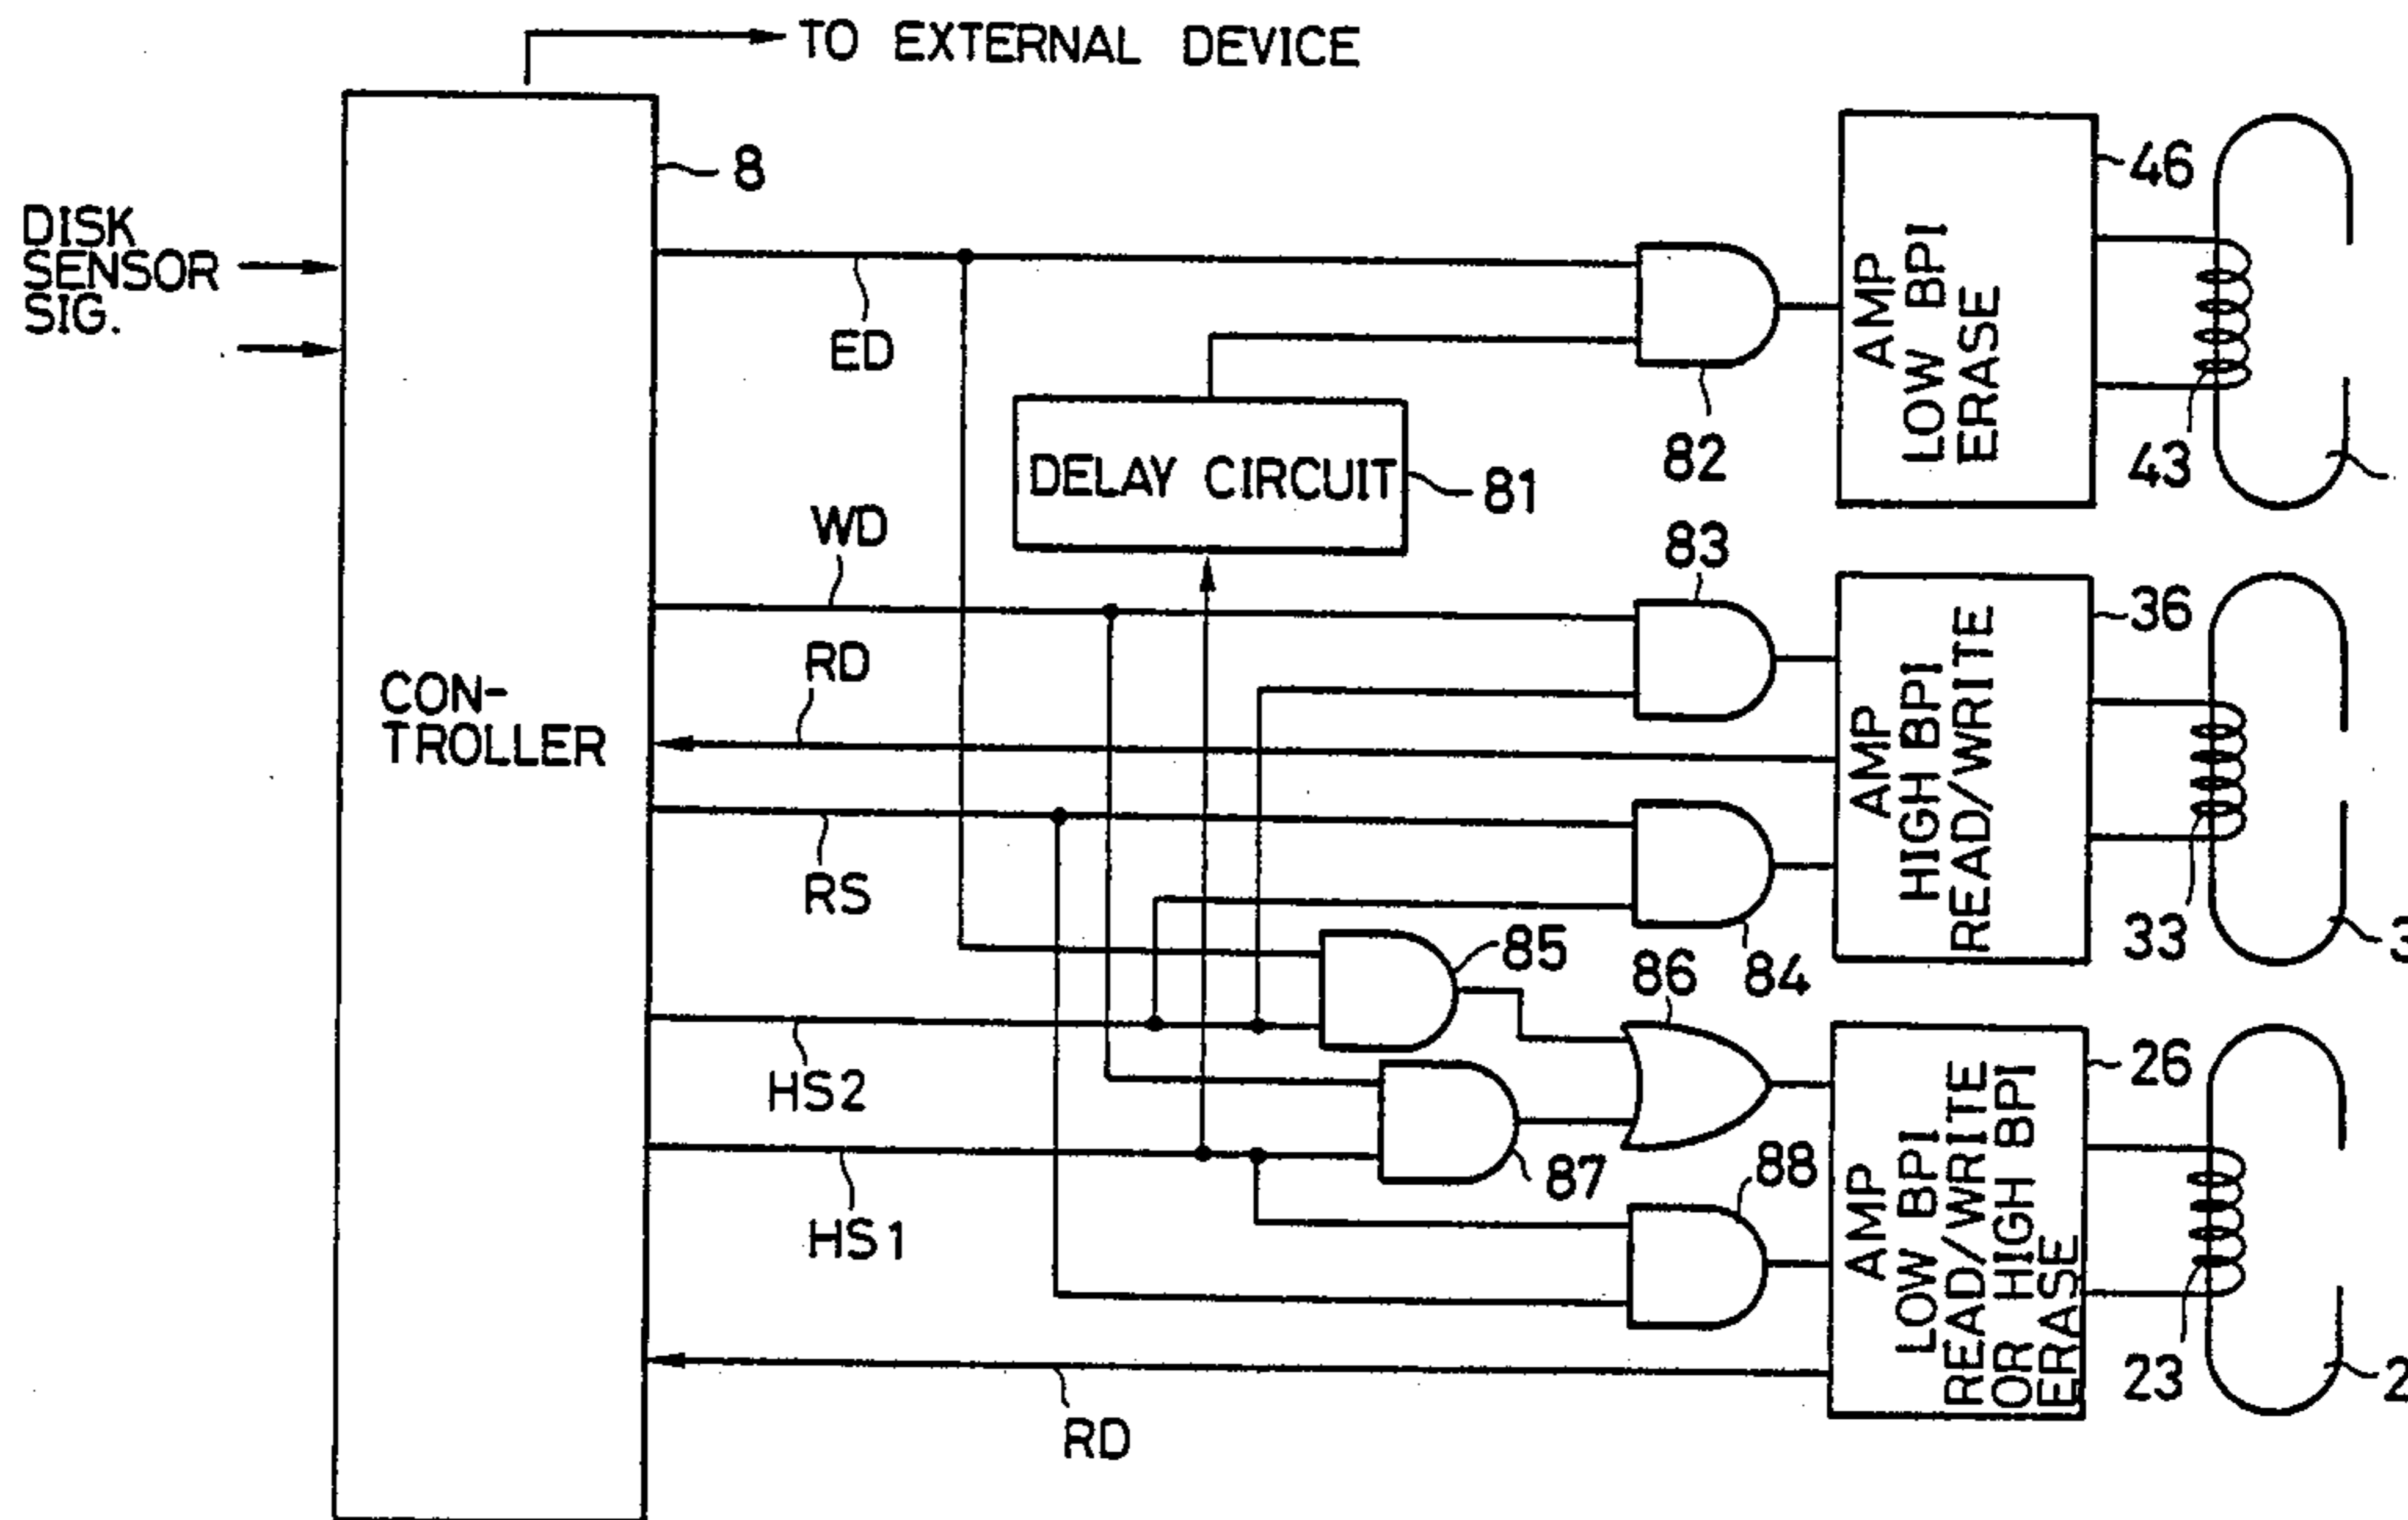 TO EXTERNAL DEVICE
8
DISK
SENSOR
SIG.
CON-
TROLLER
ED
WD
RD
RS
HS2
HS1
RD
DELAY CIRCUIT
81
82
83
84
85
86
87
88
AMP
LOW BPI
ERASE
46
43
AMP
HIGH BPI
READ/WRITE
36
33
3
AMP
LOW BPI
READ/WRITE
OR HIGH BPI
ERASE
26
23
2